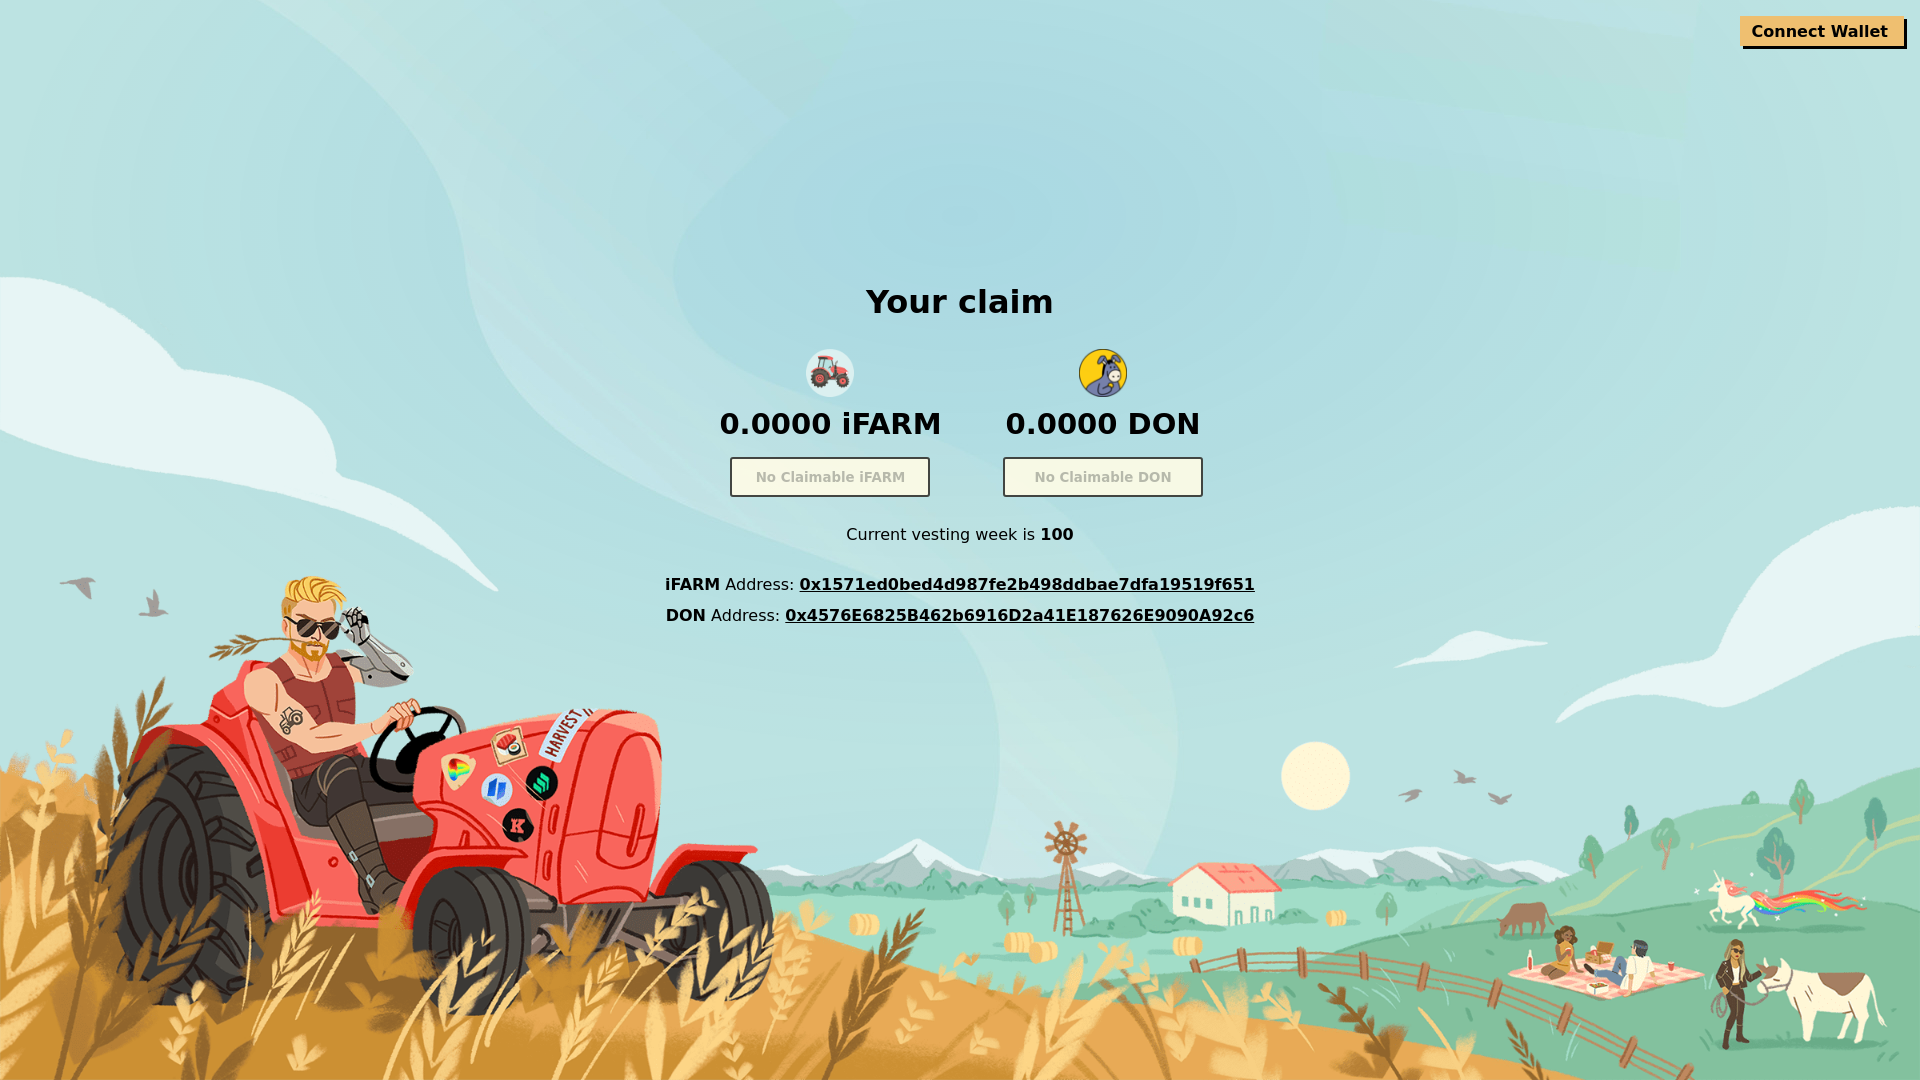 Connect Wallet
Your claim
0.0000 iFARM
0.0000 DON
No Claimable iFARM
No Claimable DON
Current vesting week is 100
iFARM Address: 0x1571ed0bed4d987fe2b498ddbae7dfa19519f651
DON Address: 0x4576E6825B462b6916D2a41E187626E9090A92c6
HARVEST
K